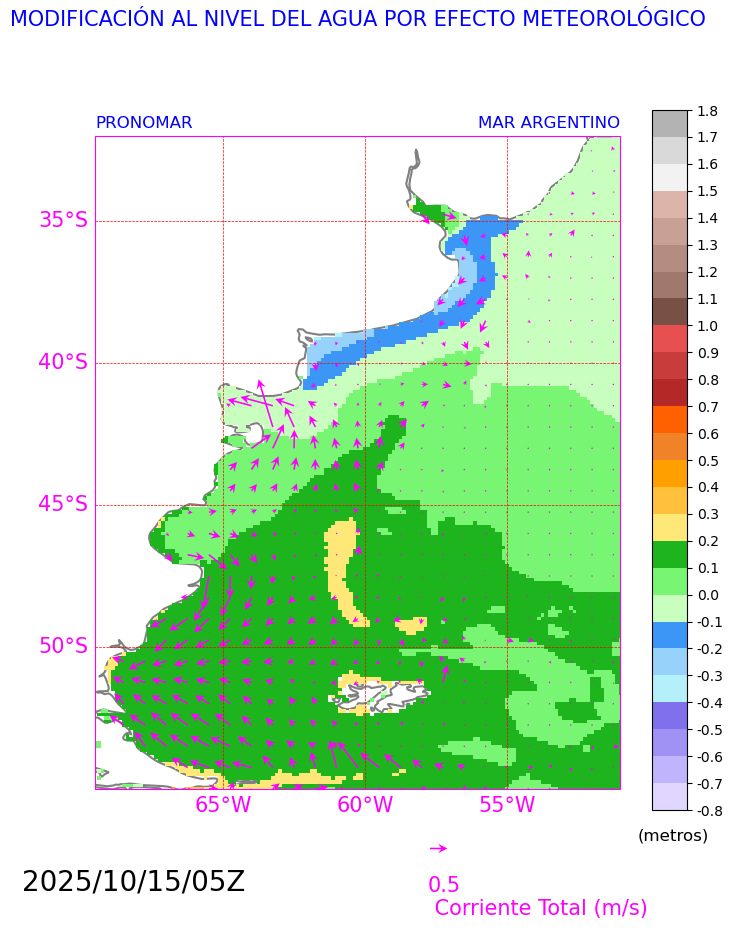 MODIFICACIÓN AL NIVEL DEL AGUA POR EFECTO METEOROLÓGICO
PRONOMAR
MAR ARGENTINO
35°S
40°S
45°S
50°S
65°W
60°W
55°W
1.8
1.7
1.6
1.5
1.4
1.3
1.2
1.1
1.0
0.9
0.8
0.7
0.6
0.5
0.4
0.3
0.2
0.1
0.0
-0.1
-0.2
-0.3
-0.4
-0.5
-0.6
-0.7
-0.8
(metros)
2025/10/15/05Z
0.5
Corriente Total (m/s)